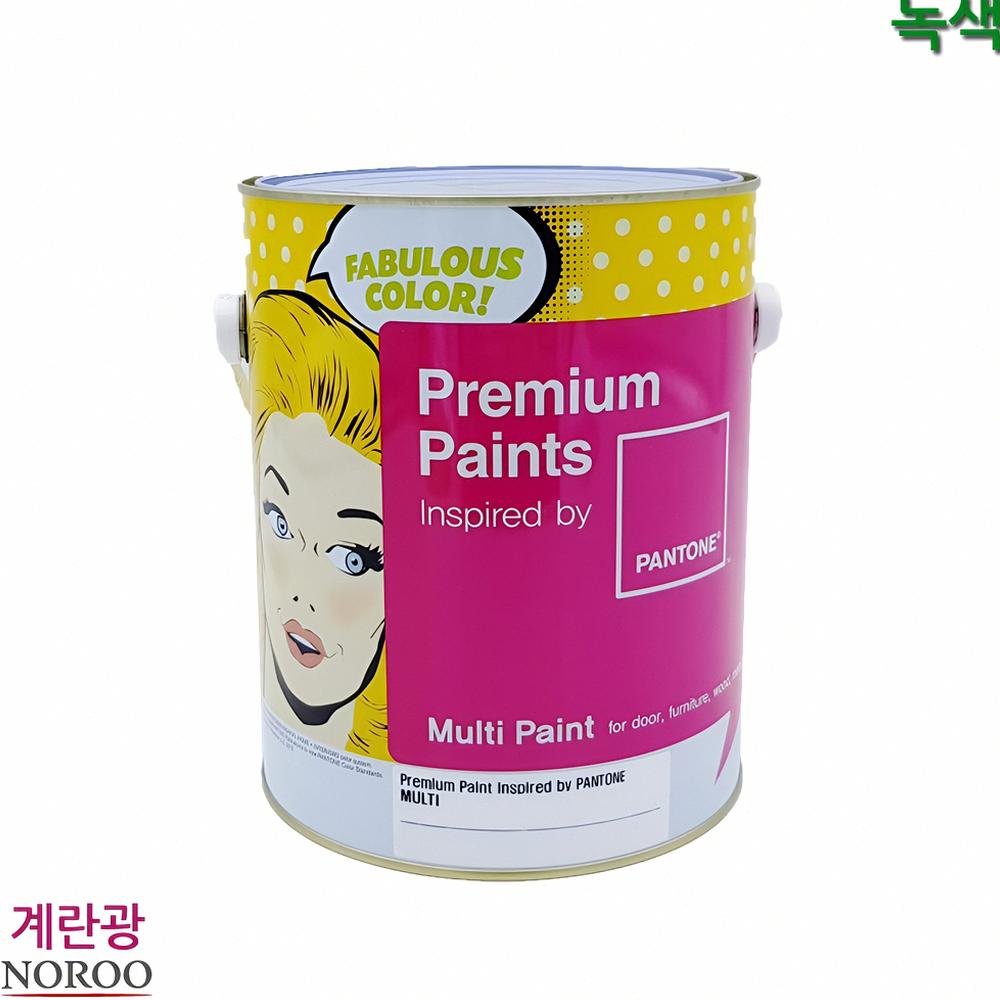 녹색
FABULOUS
COLOR!
Premium
Paints
Inspired by
PANTONE®
Multi Paint for door, furniture, wood,
Premium Paint Inspired by PANTONE
MULTI
계란광
NOROO